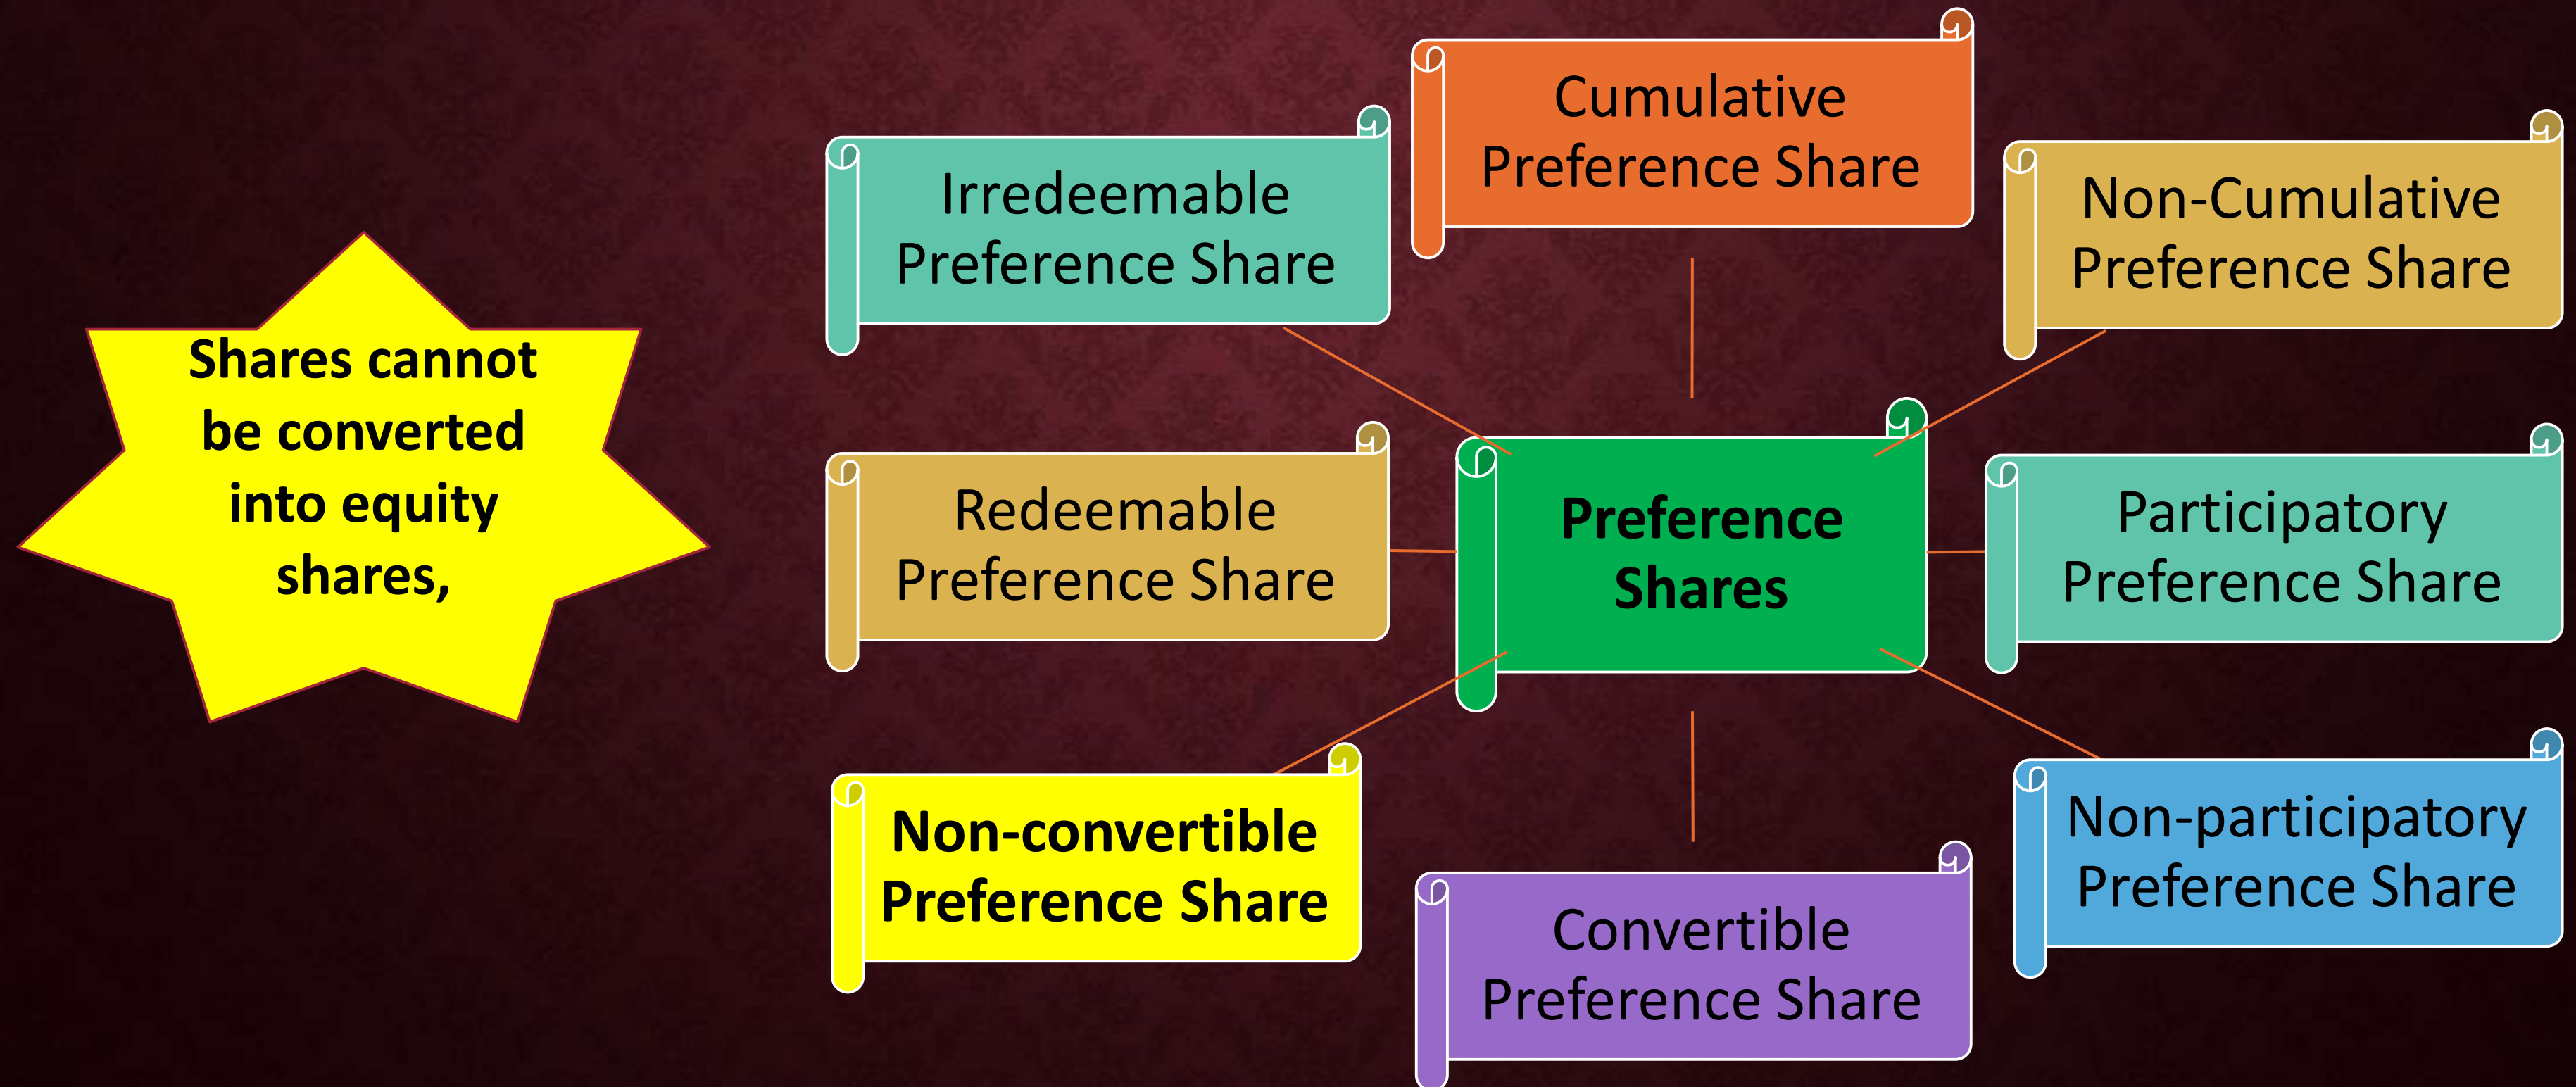 Shares cannot
be converted
into equity
shares,
Irredeemable
Preference Share
Cumulative
Preference Share
Non-Cumulative
Preference Share
Redeemable
Preference Share
Preference
Shares
Participatory
Preference Share
Non-convertible
Preference Share
Convertible
Preference Share
Non-participatory
Preference Share